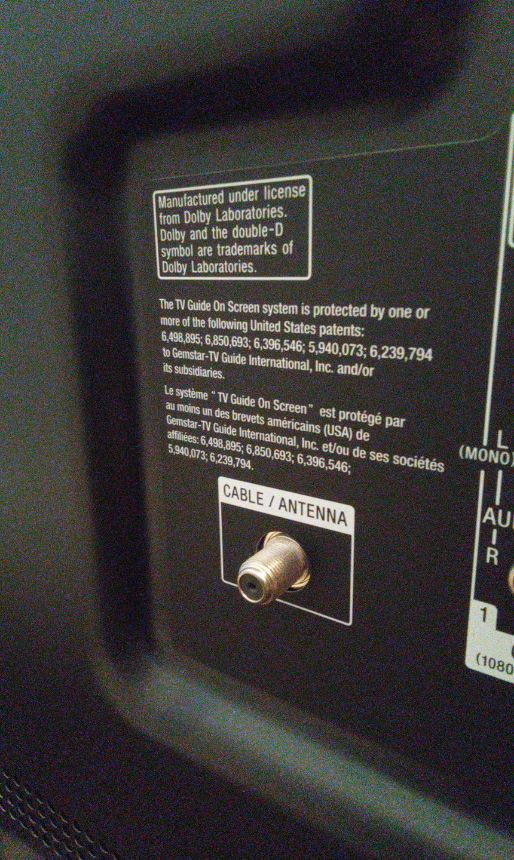 Manufactured under license
from Dolby Laboratories.
Dolby and the double-D
symbol are trademarks of
Dolby Laboratories.
The TV Guide On Screen system is protected by one or
more of the following United States patents:
6,498,895; 6,850,693; 6,396,546; 5,940,073; 6,239,794
to Gemstar-TV Guide International, Inc. and/or
its subsidiaries.
Le système " TV Guide On Screen " est protégé par
au moins un des brevets américains (USA) de
Gemstar-TV Guide International, Inc. et/ou de ses sociétés
affiliées: 6,498,895; 6,850,693; 6,396,546;
5,940,073; 6,239,794.
CABLE / ANTENNA
L
(MONO)
R
1
(1080